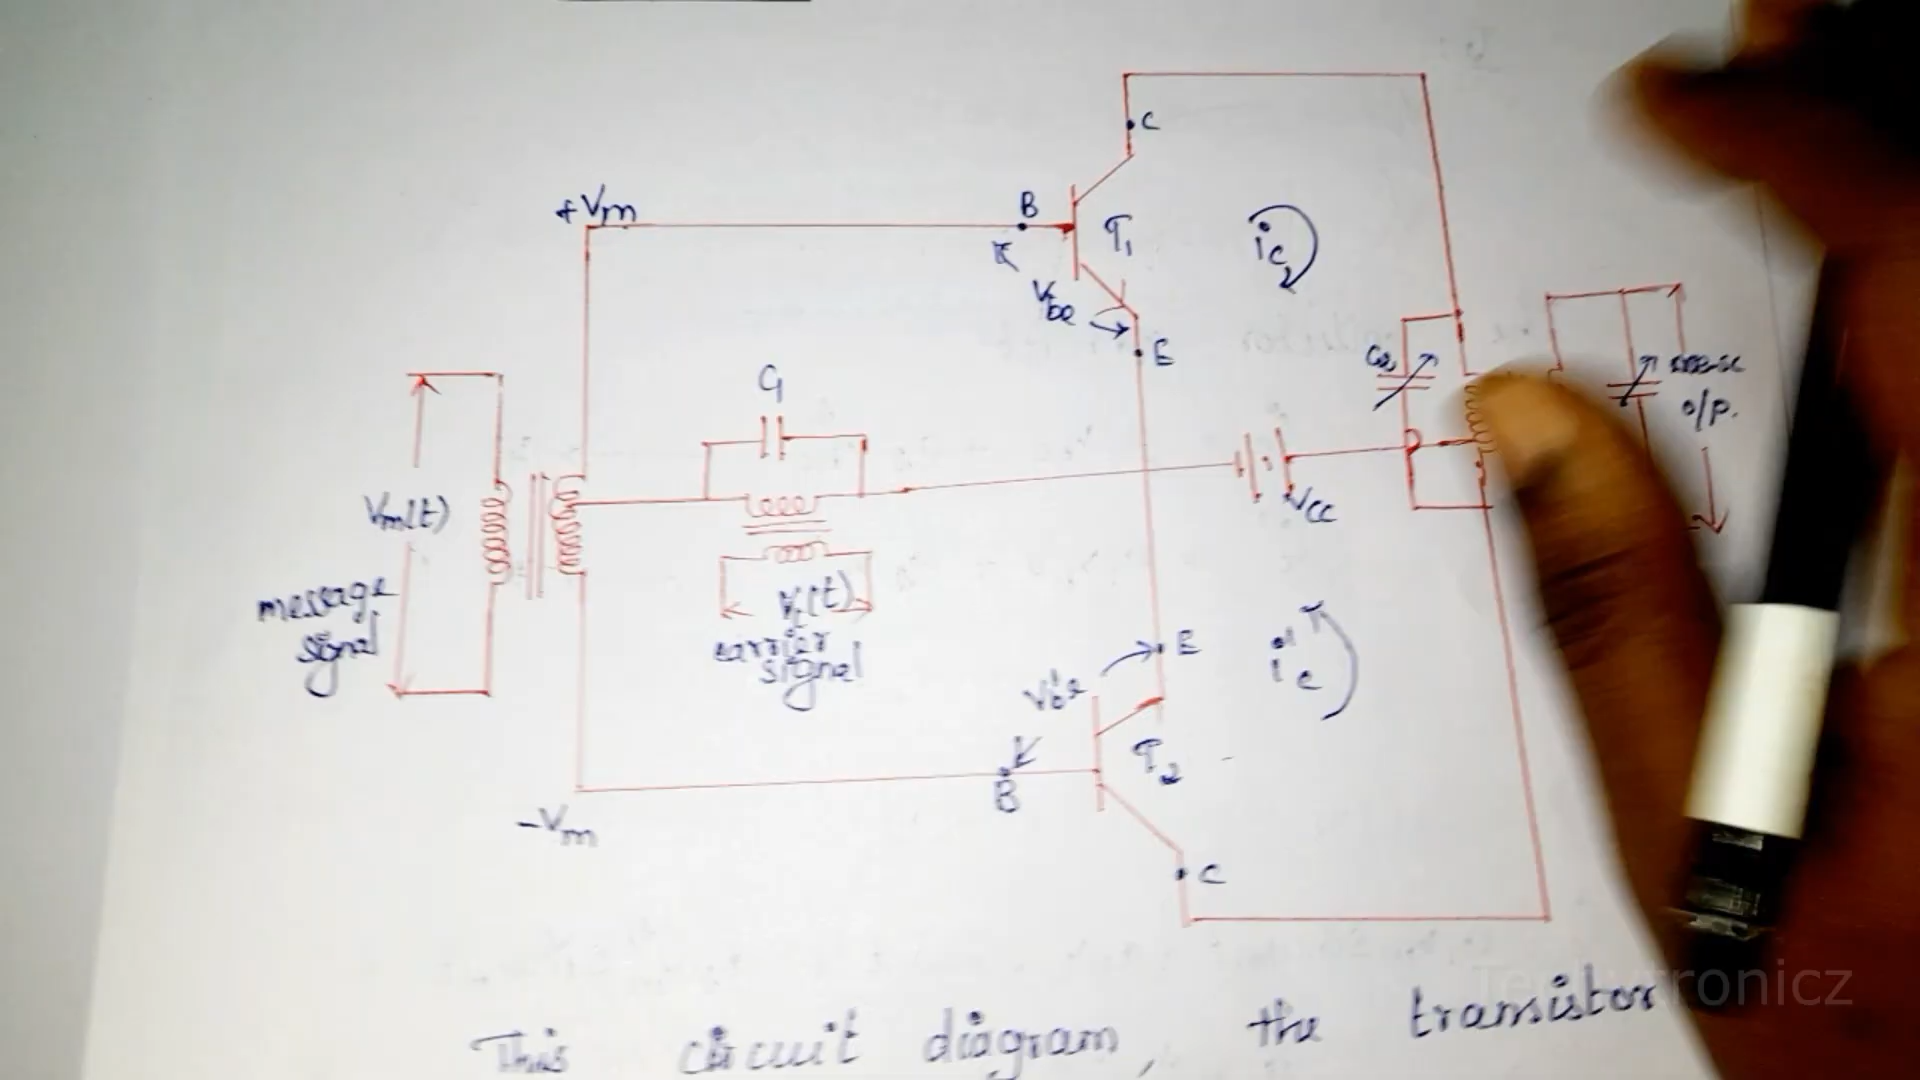 C
+Vm
B
T1
ic
Vbe
E
C1
Vm(t)
message
signal
o/p.
Vcc
Vc(t)
carrier
signal
E
V'be
i'c
T2
B
-Vm
C
This circuit diagram, the transistor